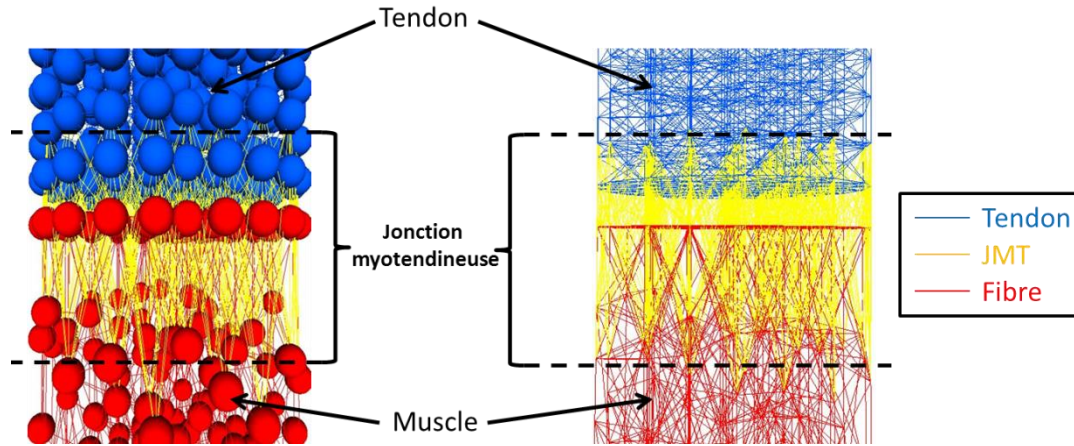 Tendon
Jonction
myotendineuse
Muscle
Tendon
JMT
Fibre